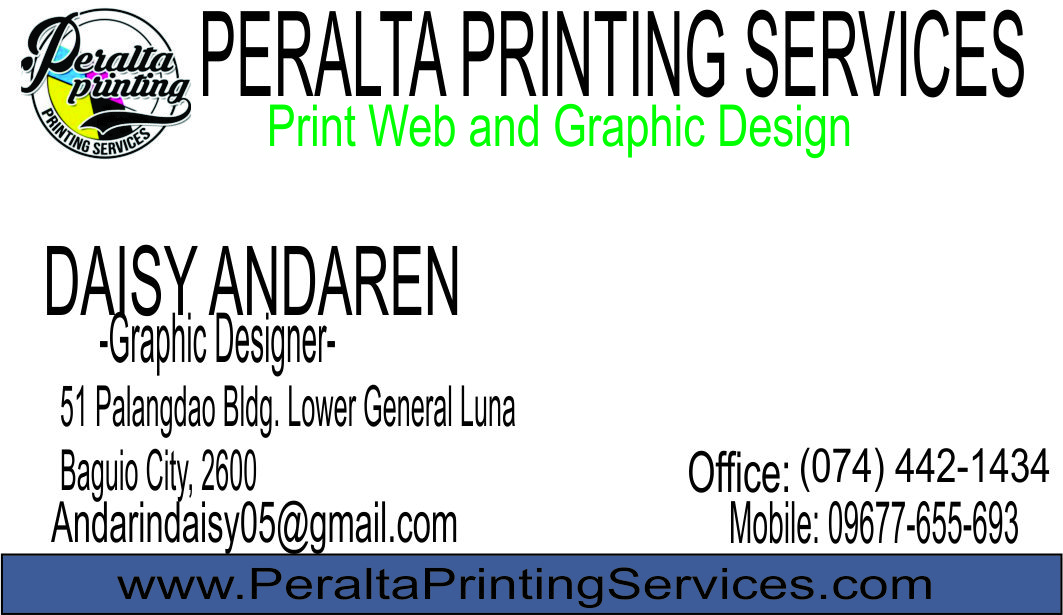 Peralta
printing
PRINTING SERVICES
PERALTA PRINTING SERVICES
Print Web and Graphic Design
DAISY ANDAREN
-Graphic Designer-
51 Palangdao Bldg. Lower General Luna
Baguio City, 2600
Andarindaisy05@gmail.com
Office: (074) 442-1434
Mobile: 09677-655-693
www.PeraltaPrintingServices.com